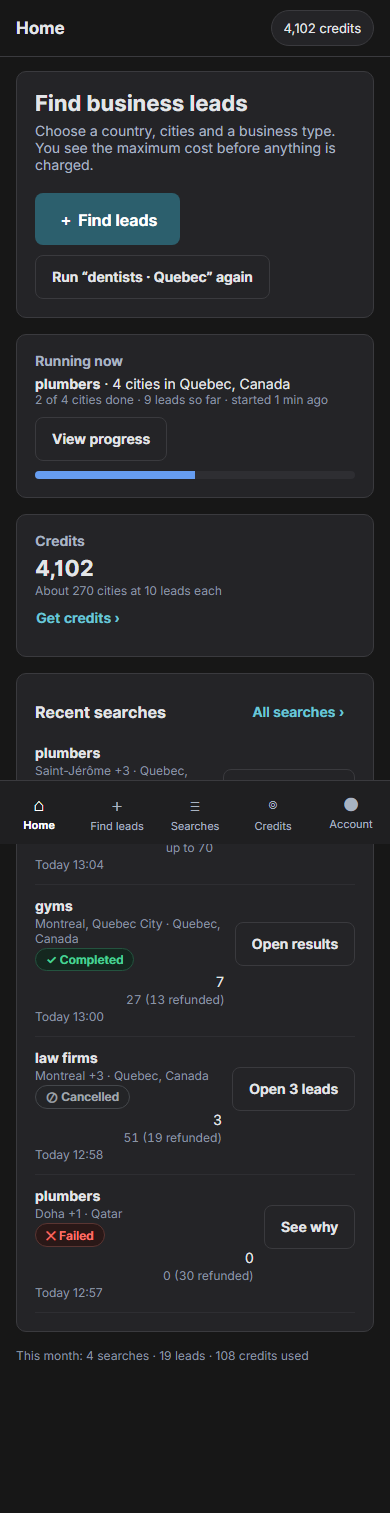 Home
4,102 credits
Find business leads
Choose a country, cities and a business type.
You see the maximum cost before anything is
charged.
+ Find leads
Run “dentists · Quebec” again
Running now
plumbers · 4 cities in Quebec, Canada
2 of 4 cities done · 9 leads so far · started 1 min ago
View progress
Credits
4,102
About 270 cities at 10 leads each
Get credits ›
Recent searches
All searches ›
plumbers
Saint-Jérôme +3 · Quebec,
Home
Find leads
Searches
Credits
Account
up to 70
Today 13:04
gyms
Montreal, Quebec City · Quebec,
Canada
✓ Completed
Open results
7
27 (13 refunded)
Today 13:00
law firms
Montreal +3 · Quebec, Canada
Cancelled
Open 3 leads
3
51 (19 refunded)
Today 12:58
plumbers
Doha +1 · Qatar
✕ Failed
See why
0
0 (30 refunded)
Today 12:57
This month: 4 searches · 19 leads · 108 credits used